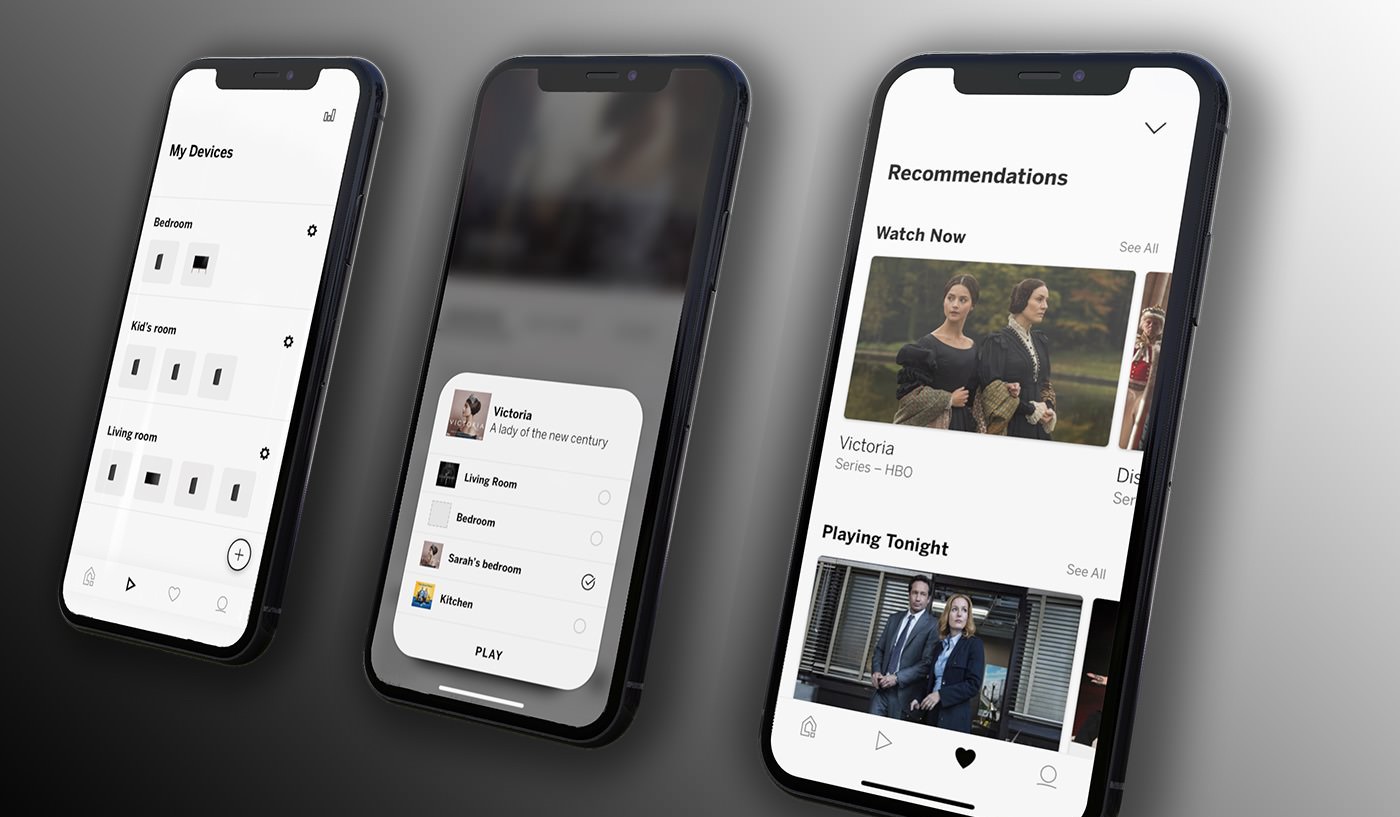 My Devices
Bedroom
Kid's room
Living room
VICTORIA
Victoria
A lady of the new century
Living Room
Bedroom
Sarah's bedroom
Kitchen
PLAY
Recommendations
Watch Now
See All
Victoria
Series – HBO
Dis
Ser
Playing Tonight
See All